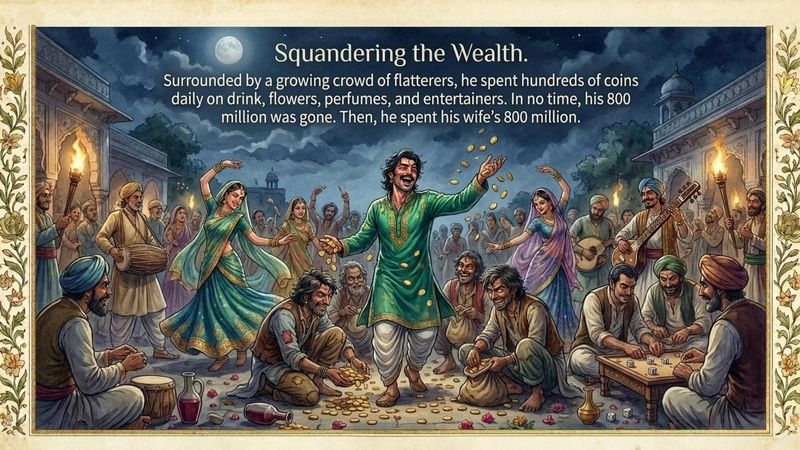 Squandering the Wealth.
Surrounded by a growing crowd of flatterers, he spent hundreds of coins
daily on drink, flowers, perfumes, and entertainers. In no time, his 800
million was gone. Then, he spent his wife's 800 million.